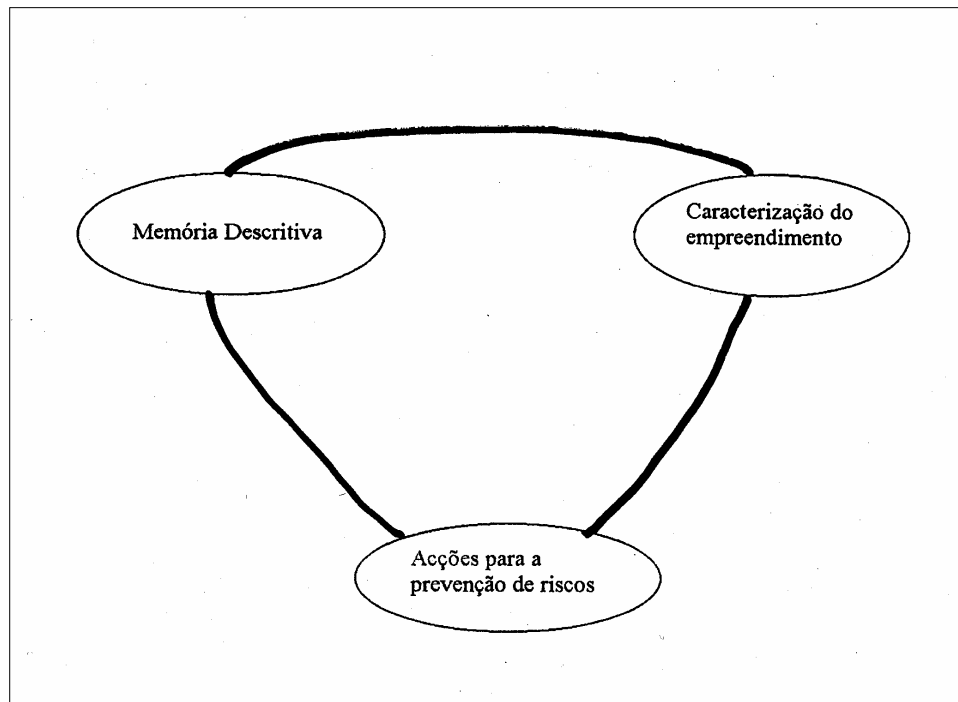 Memória Descritiva
Caracterização do
empreendimento
Acções para a
prevenção de riscos